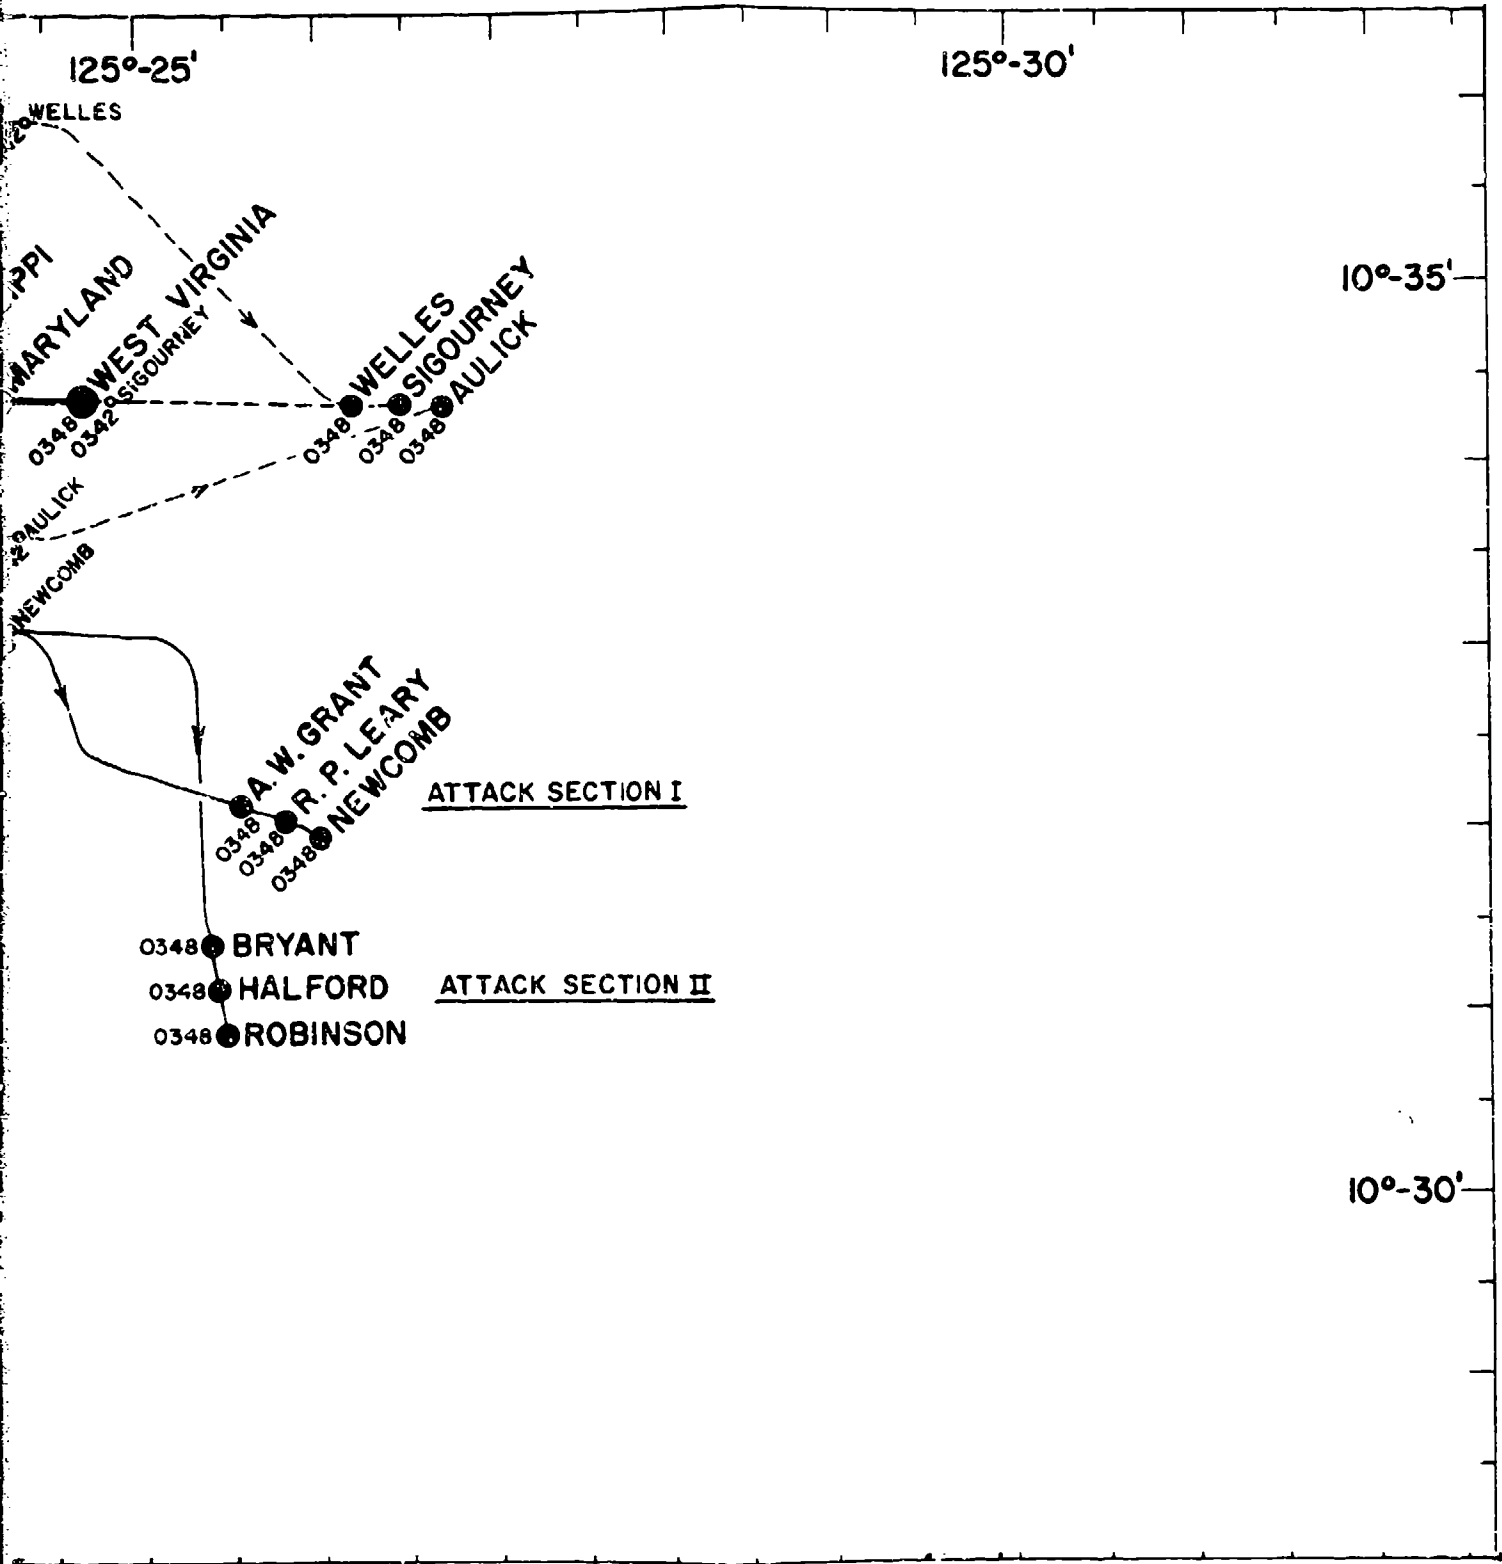 125°-25'
125°-30'
WELLES
10°-35'
MARYLAND
WEST VIRGINIA
0348
0342 SIGOURNEY
WELLES
0348
SIGOURNEY
0348
AULICK
0348
AULICK
NEWCOMB
A.W. GRANT
0348
R. P. LEARY
0348
NEWCOMB
0348
ATTACK SECTION I
0348 BRYANT
0348 HALFORD
ATTACK SECTION II
0348 ROBINSON
10°-30'